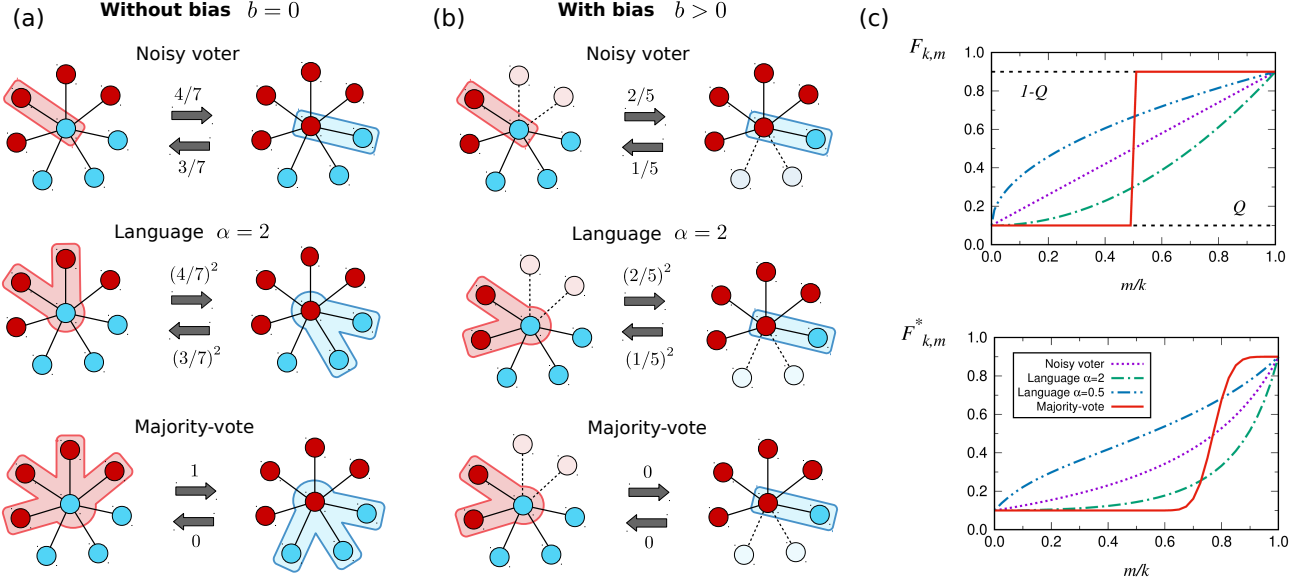 (a) Without bias b = 0
Noisy voter
4/7
3/7
Language α = 2
(4/7)²
(3/7)²
Majority-vote
1
0
(b) With bias b > 0
Noisy voter
2/5
1/5
Language α = 2
(2/5)²
(1/5)²
Majority-vote
0
0
(c)
F_{k,m}
1.0
0.8
0.6
0.4
0.2
0.0
1-Q
Q
0.0 0.2 0.4 0.6 0.8 1.0
m/k
F*_{k,m}
1.0
0.8
0.6
0.4
0.2
0.0
Noisy voter
Language α=2
Language α=0.5
Majority-vote
0.0 0.2 0.4 0.6 0.8 1.0
m/k